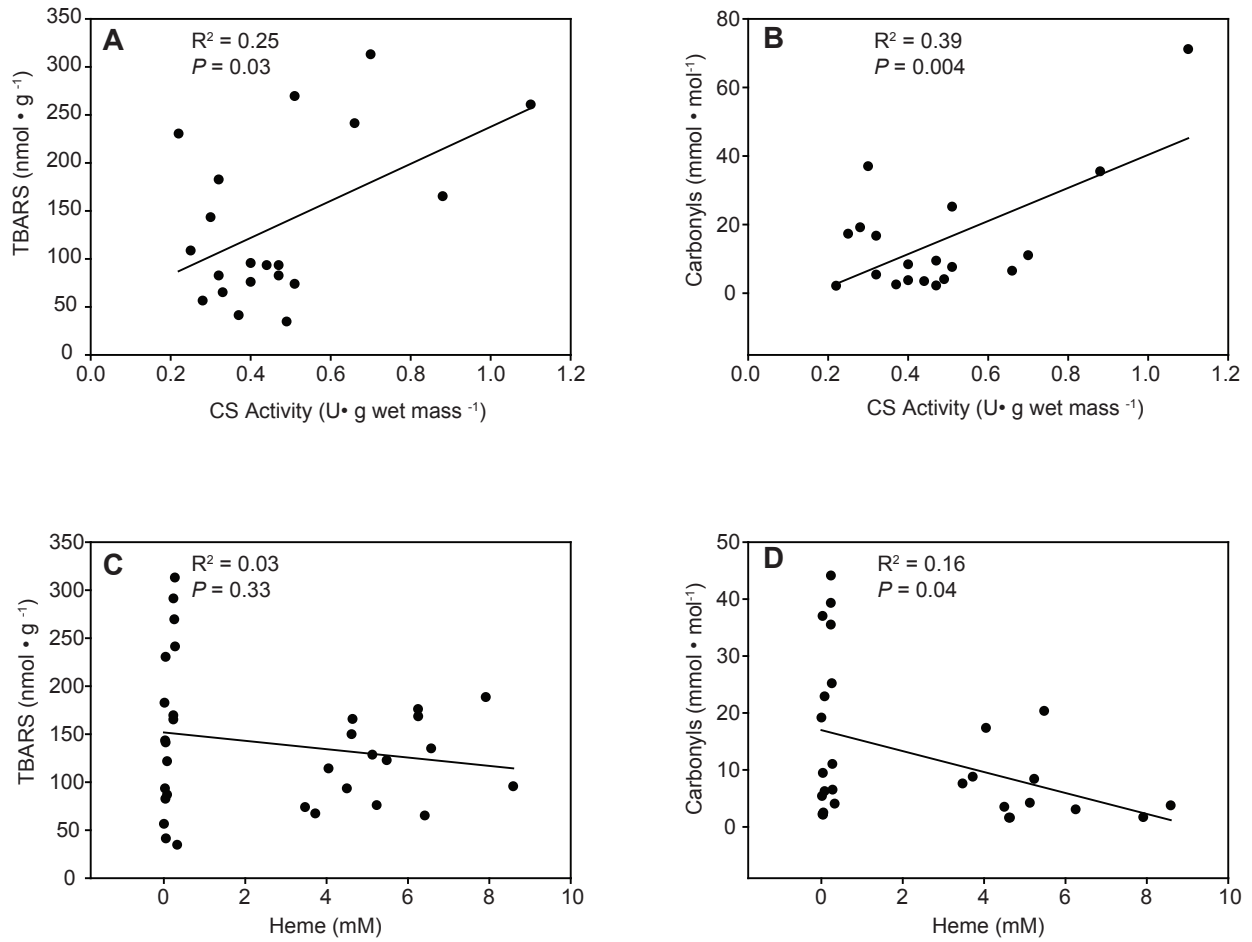 A
R² = 0.25
P = 0.03
350
300
250
200
150
100
50
0
TBARS (nmol • g ⁻¹)
0.0 0.2 0.4 0.6 0.8 1.0 1.2
CS Activity (U• g wet mass ⁻¹)
B
R² = 0.39
P = 0.004
80
60
40
20
0
Carbonyls (mmol • mol⁻¹)
0.0 0.2 0.4 0.6 0.8 1.0 1.2
CS Activity (U• g wet mass ⁻¹)
C
R² = 0.03
P = 0.33
350
300
250
200
150
100
50
0
TBARS (nmol • g ⁻¹)
0 2 4 6 8 10
Heme (mM)
D
R² = 0.16
P = 0.04
50
40
30
20
10
0
Carbonyls (mmol • mol⁻¹)
0 2 4 6 8 10
Heme (mM)